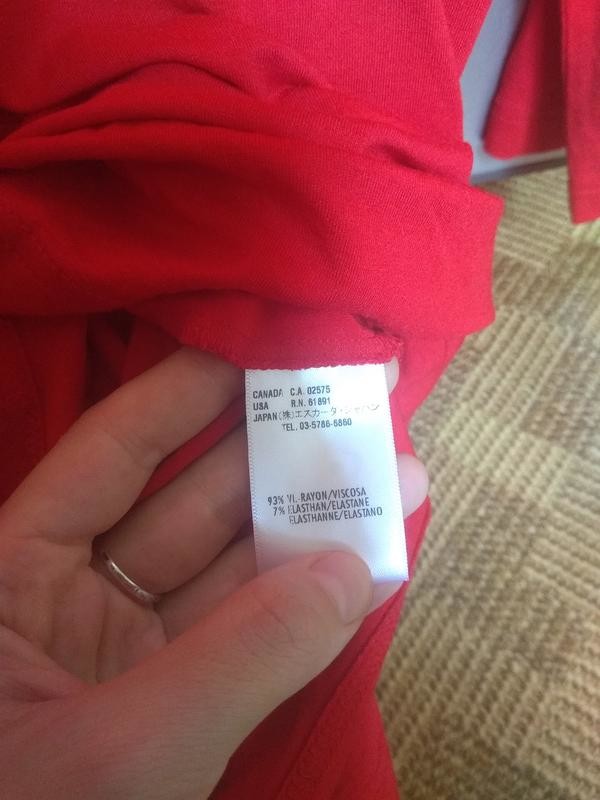 CANADA C.A. 02575
USA R.N. 61891
JAPAN (株)エスカーダ・ジャパン
TEL. 03-5786-6860
93% VI.-RAYON/VISCOSA
7% ELASTHAN/ELASTANE
ELASTHANNE/ELASTANO